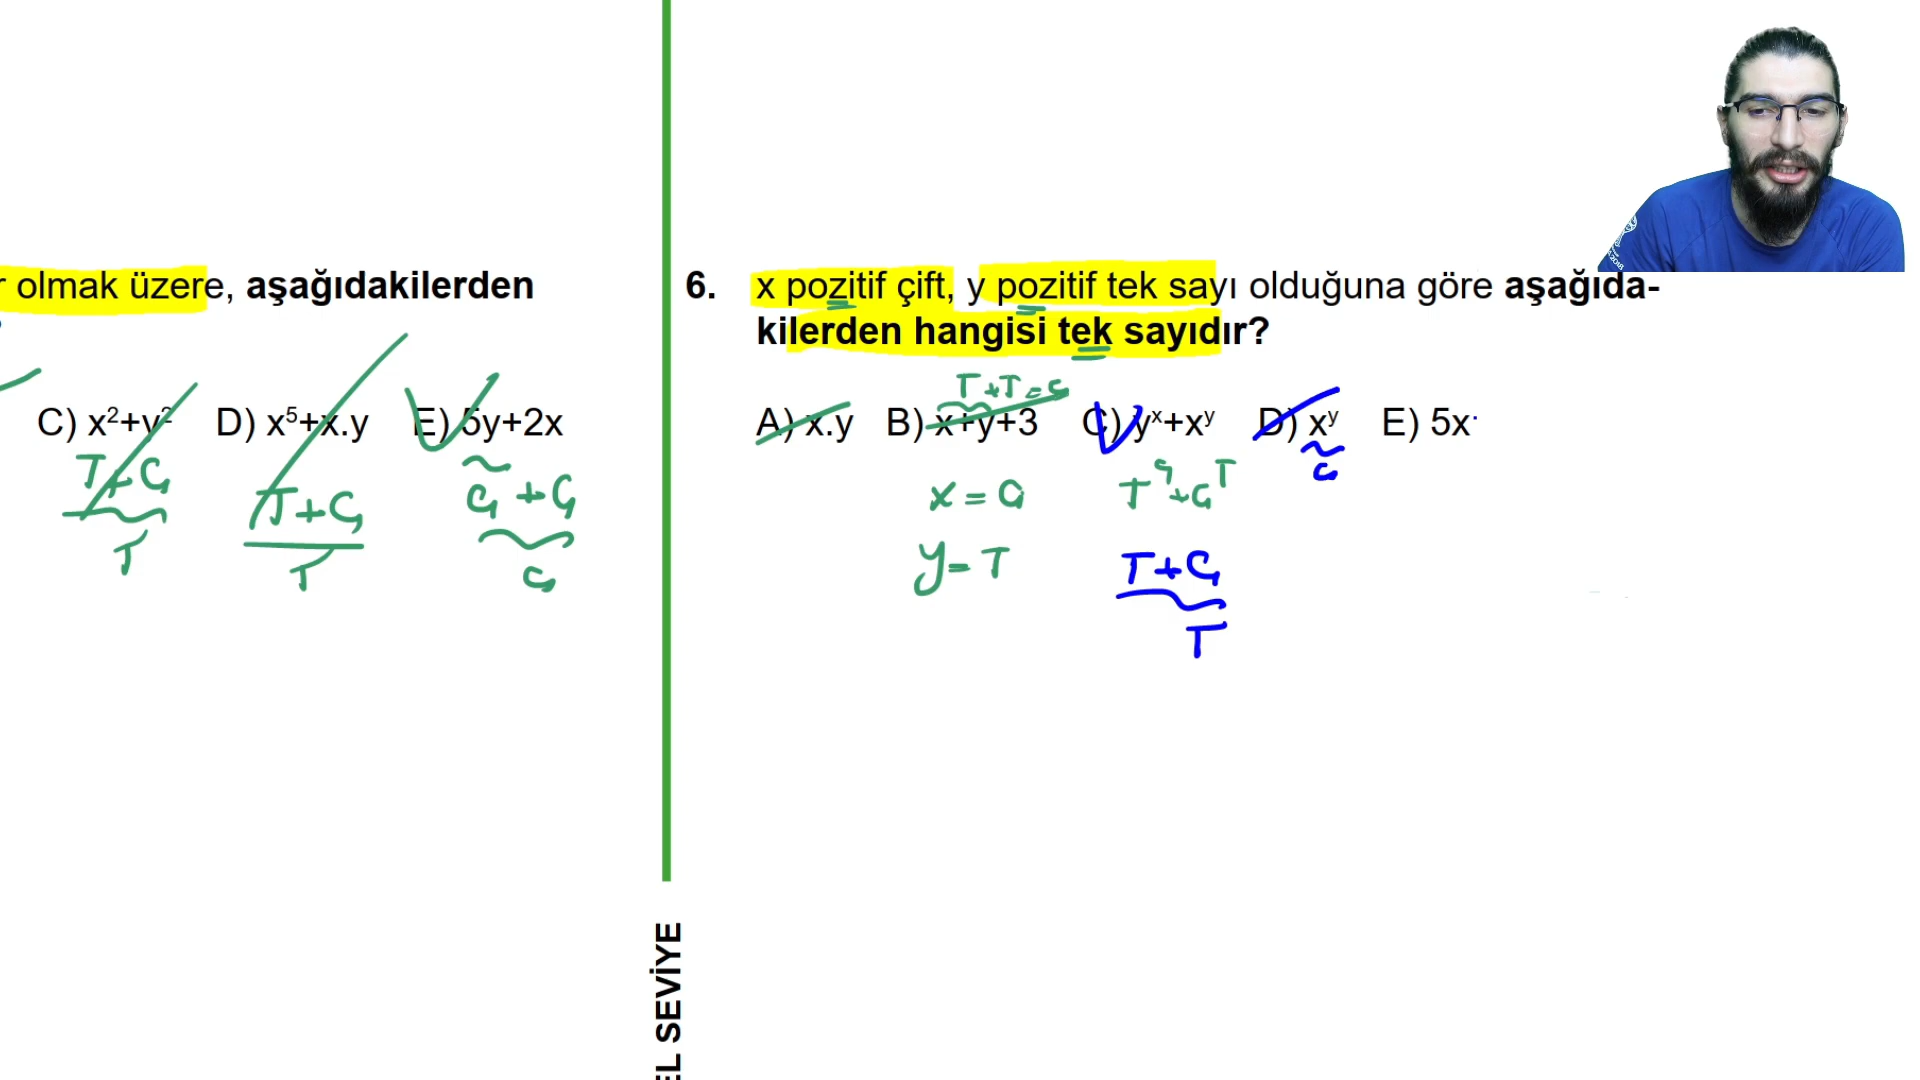 r olmak üzere, aşağıdakilerden
C) x²+y² D) x⁵+x.y E) 5y+2x
T+Ç
T
T+Ç
T
Ç+Ç
Ç
6. x pozitif çift, y pozitif tek sayı olduğuna göre aşağıda-
kilerden hangisi tek sayıdır?
T+T=Ç
A) x.y B) x+y+3 C) yˣ+xʸ D) xʸ E) 5x
x=Ç
y=T
T^Ç+Ç^T
T+Ç
T
Ç
EL SEVİYE